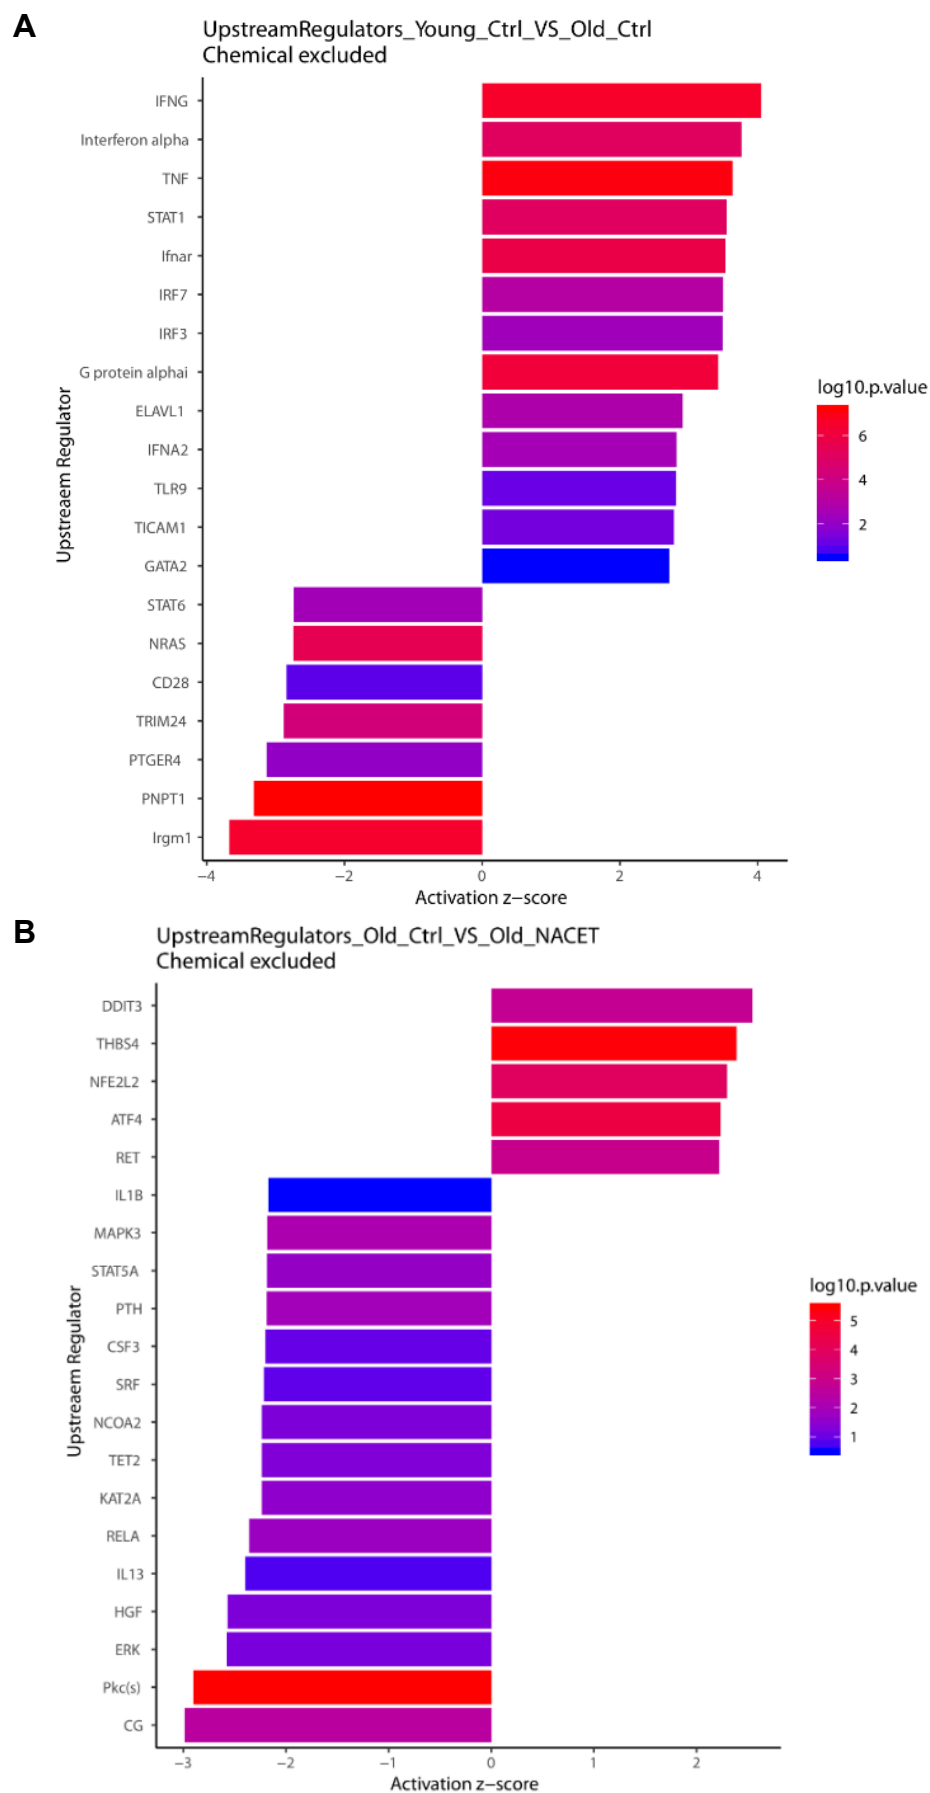 A
UpstreamRegulators_Young_Ctrl_VS_Old_Ctrl
Chemical excluded
IFNG
Interferon alpha
TNF
STAT1
Ifnar
IRF7
IRF3
G protein alphai
ELAVL1
IFNA2
TLR9
TICAM1
GATA2
STAT6
NRAS
CD28
TRIM24
PTGER4
PNPT1
Irgm1
Upstreaem Regulator
−4 −2 0 2 4
Activation z−score
log10.p.value
6
4
2
B
UpstreamRegulators_Old_Ctrl_VS_Old_NACET
Chemical excluded
DDIT3
THBS4
NFE2L2
ATF4
RET
IL1B
MAPK3
STAT5A
PTH
CSF3
SRF
NCOA2
TET2
KAT2A
RELA
IL13
HGF
ERK
Pkc(s)
CG
Upstreaem Regulator
−3 −2 −1 0 1 2
Activation z−score
log10.p.value
5
4
3
2
1